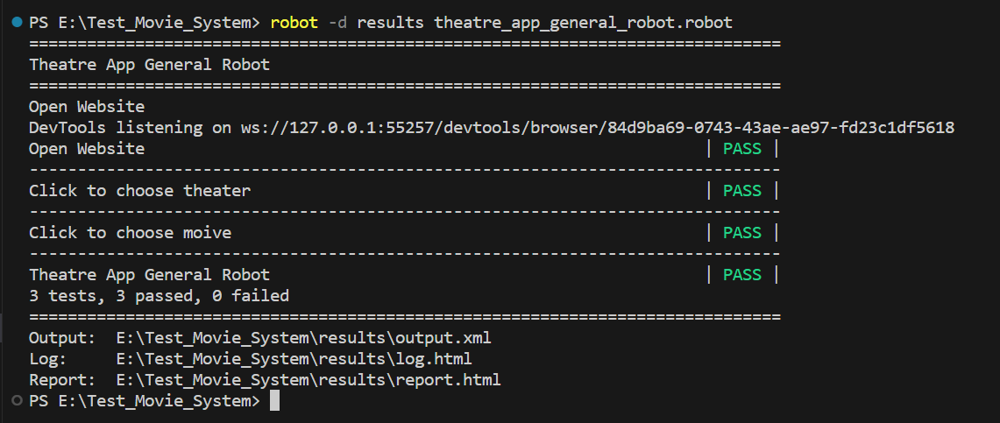 PS E:\Test_Movie_System> robot -d results theatre_app_general_robot.robot
==============================================================================
Theatre App General Robot
==============================================================================
Open Website
DevTools listening on ws://127.0.0.1:55257/devtools/browser/84d9ba69-0743-43ae-ae97-fd23c1df5618
Open Website                                                          | PASS |
------------------------------------------------------------------------------
Click to choose theater                                               | PASS |
------------------------------------------------------------------------------
Click to choose moive                                                 | PASS |
------------------------------------------------------------------------------
Theatre App General Robot                                             | PASS |
3 tests, 3 passed, 0 failed
==============================================================================
Output:  E:\Test_Movie_System\results\output.xml
Log:     E:\Test_Movie_System\results\log.html
Report:  E:\Test_Movie_System\results\report.html
PS E:\Test_Movie_System>